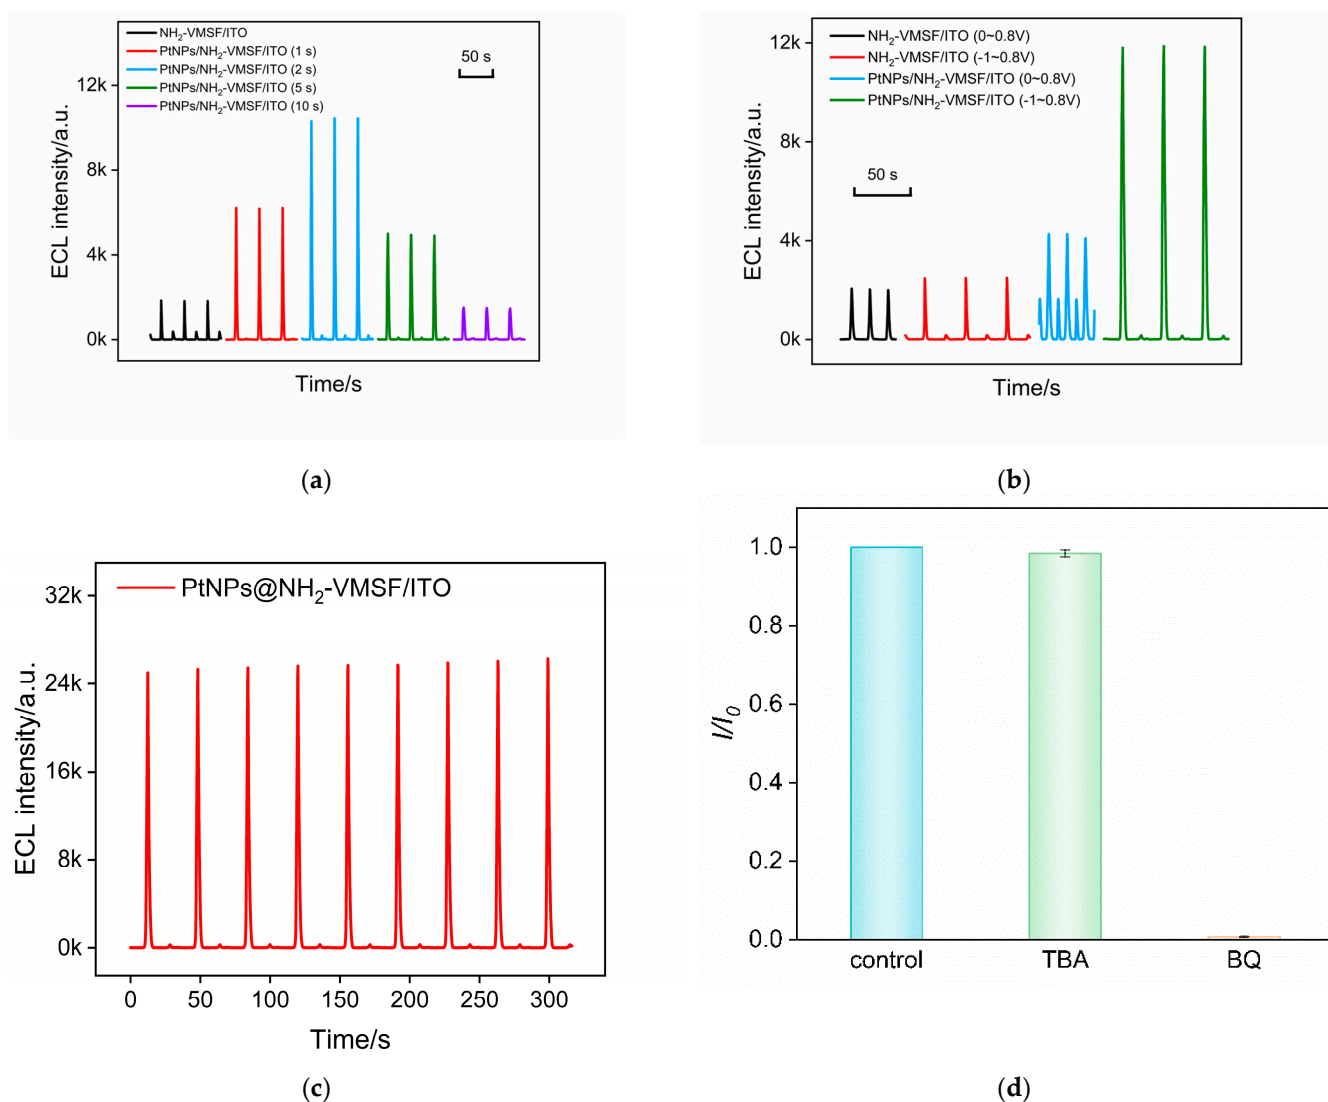 NH2-VMSF/ITO
PtNPs/NH2-VMSF/ITO (1 s)
PtNPs/NH2-VMSF/ITO (2 s)
PtNPs/NH2-VMSF/ITO (5 s)
PtNPs/NH2-VMSF/ITO (10 s)
50 s
12k
8k
4k
0k
ECL intensity/a.u.
Time/s
(a)
NH2-VMSF/ITO (0~0.8V)
NH2-VMSF/ITO (-1~0.8V)
PtNPs/NH2-VMSF/ITO (0~0.8V)
PtNPs/NH2-VMSF/ITO (-1~0.8V)
50 s
12k
8k
4k
0k
ECL intensity/a.u.
Time/s
(b)
PtNPs@NH2-VMSF/ITO
32k
24k
16k
8k
0k
ECL intensity/a.u.
0 50 100 150 200 250 300
Time/s
(c)
1.0
0.8
0.6
0.4
0.2
0.0
I/I0
control TBA BQ
(d)